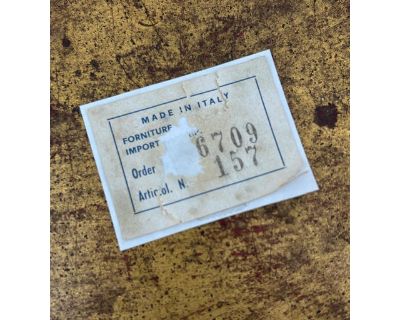 MADE IN ITALY
FORNITURE
IMPORT
Order 6709
Articol. N. 157